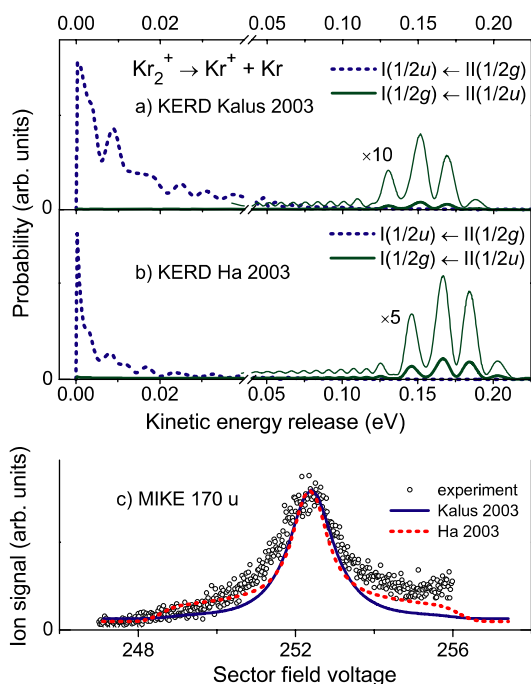 0.00 0.02 0.05 0.10 0.15 0.20
Kr₂⁺ → Kr⁺ + Kr
I(1/2u) ← II(1/2g)
I(1/2g) ← II(1/2u)
a) KERD Kalus 2003
×10
0
I(1/2u) ← II(1/2g)
I(1/2g) ← II(1/2u)
b) KERD Ha 2003
×5
0
Probability (arb. units)
0.00 0.02 0.05 0.10 0.15 0.20
Kinetic energy release (eV)
c) MIKE 170 u
experiment
Kalus 2003
Ha 2003
Ion signal (arb. units)
0
248 252 256
Sector field voltage